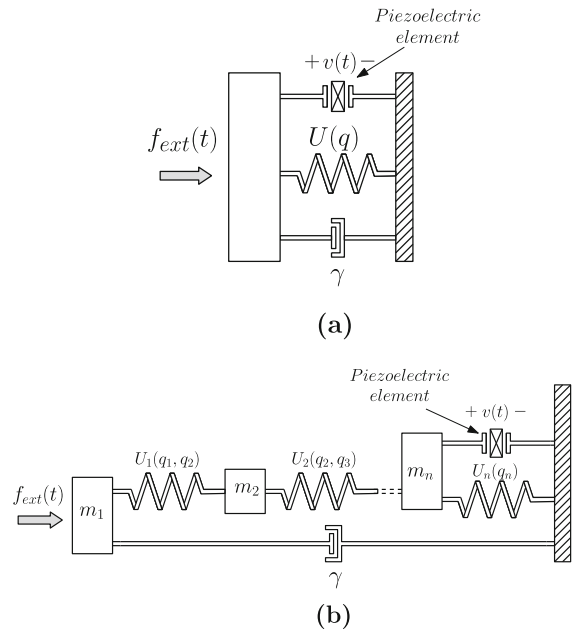 Piezoelectric
element
+ v(t) −
f_ext(t)
U(q)
γ
(a)
Piezoelectric
element
+ v(t) −
U_1(q_1, q_2)
U_2(q_2, q_3)
m_n
U_n(q_n)
f_ext(t)
m_1
m_2
γ
(b)